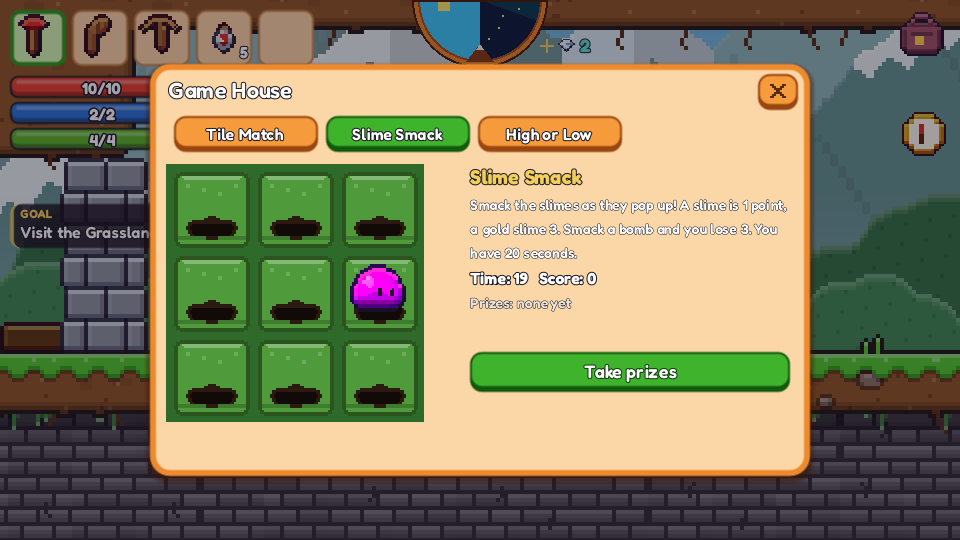 5
2
10/10
2/2
4/4
GOAL
Visit the Grasslan
Game House
Tile Match
Slime Smack
High or Low
Slime Smack
Smack the slimes as they pop up! A slime is 1 point,
a gold slime 3. Smack a bomb and you lose 3. You
have 20 seconds.
Time: 19 Score: 0
Prizes: none yet
Take prizes